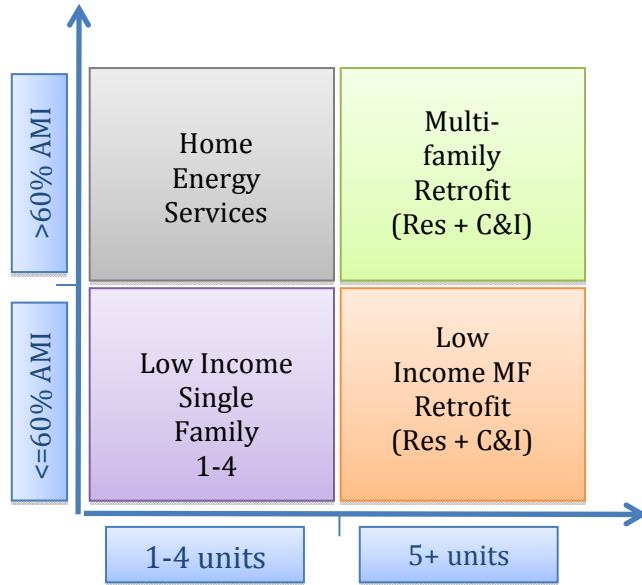 >60% AMI
Home
Energy
Services
Multi-
family
Retrofit
(Res + C&I)
<=60% AMI
Low Income
Single
Family
1-4
Low
Income MF
Retrofit
(Res + C&I)
1-4 units
5+ units